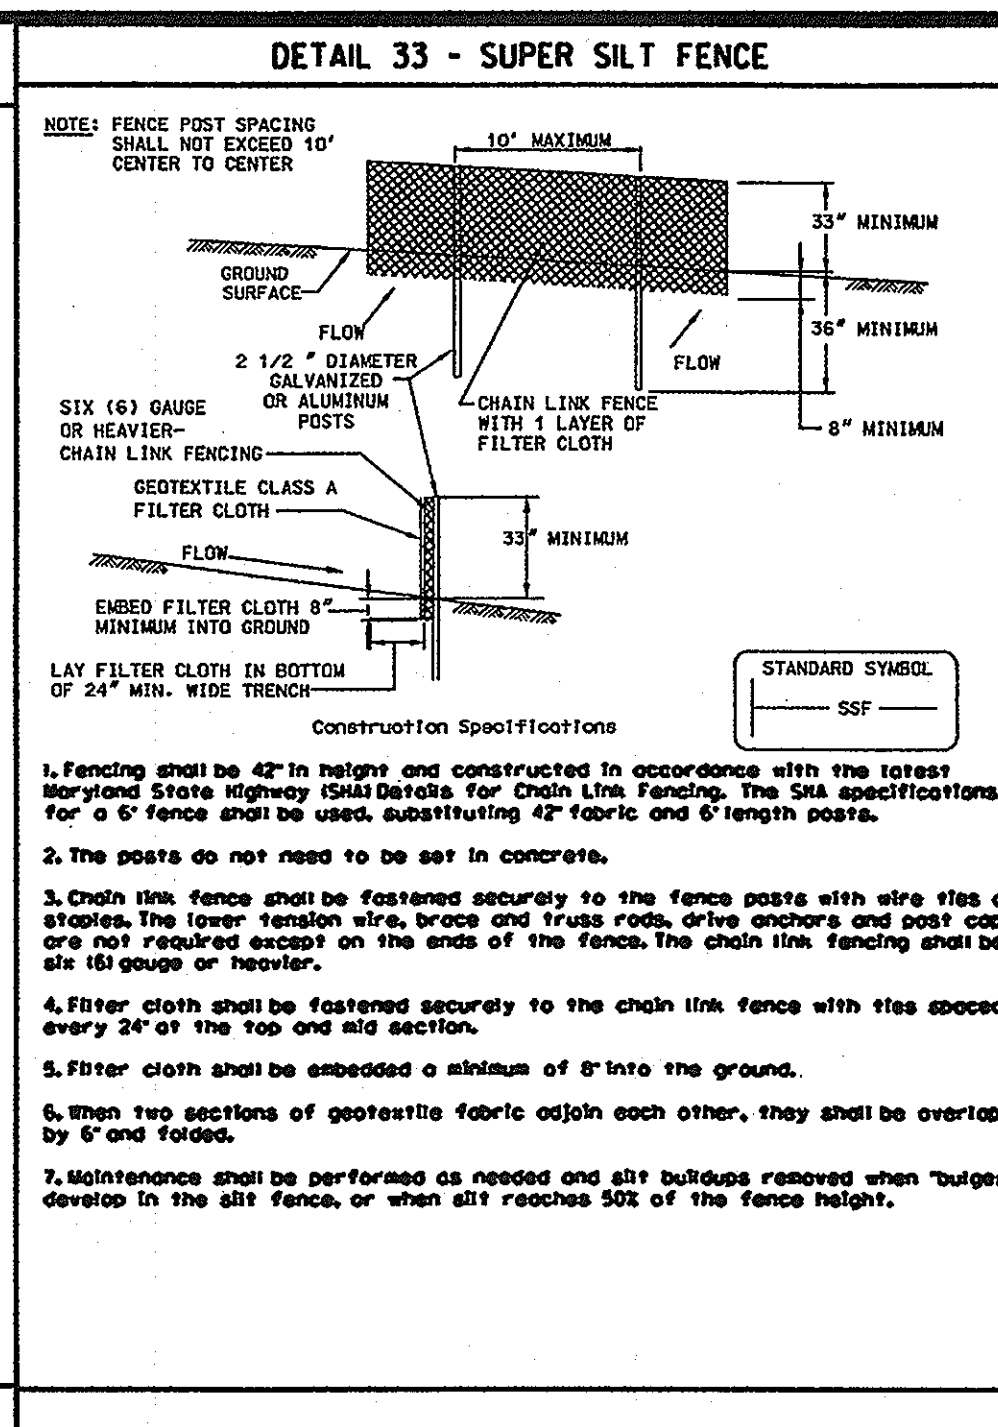 DETAIL 33 - SUPER SILT FENCE
NOTE: FENCE POST SPACING
SHALL NOT EXCEED 10'
CENTER TO CENTER
10' MAXIMUM
33" MINIMUM
GROUND
SURFACE
FLOW
36" MINIMUM
FLOW
2 1/2 " DIAMETER
GALVANIZED
OR ALUMINUM
POSTS
CHAIN LINK FENCE
WITH 1 LAYER OF
FILTER CLOTH
8" MINIMUM
SIX (6) GAUGE
OR HEAVIER-
CHAIN LINK FENCING
GEOTEXTILE CLASS A
FILTER CLOTH
33" MINIMUM
FLOW
EMBED FILTER CLOTH 8"
MINIMUM INTO GROUND
LAY FILTER CLOTH IN BOTTOM
OF 24" MIN. WIDE TRENCH
STANDARD SYMBOL
SSF
Construction Specifications
1. Fencing shall be 42" in height and constructed in accordance with the latest
Maryland State Highway (SHA) Details for Chain Link Fencing. The SHA specifications
for a 6' fence shall be used, substituting 42" fabric and 6' length posts.
2. The posts do not need to be set in concrete.
3. Chain link fence shall be fastened securely to the fence posts with wire ties
staples. The lower tension wire, brace and truss rods, drive anchors and post
are not required except on the ends of the fence. The chain link fencing shall be
six (6) gauge or heavier.
4. Filter cloth shall be fastened securely to the chain link fence with ties spaced
every 24" at the top and mid section.
5. Filter cloth shall be embedded a minimum of 8" into the ground.
6. When two sections of geotextile fabric adjoin each other, they shall be overlap
by 6" and folded.
7. Maintenance shall be performed as needed and silt buildups removed when "bulges
develop in the silt fence, or when silt reaches 50% of the fence height.